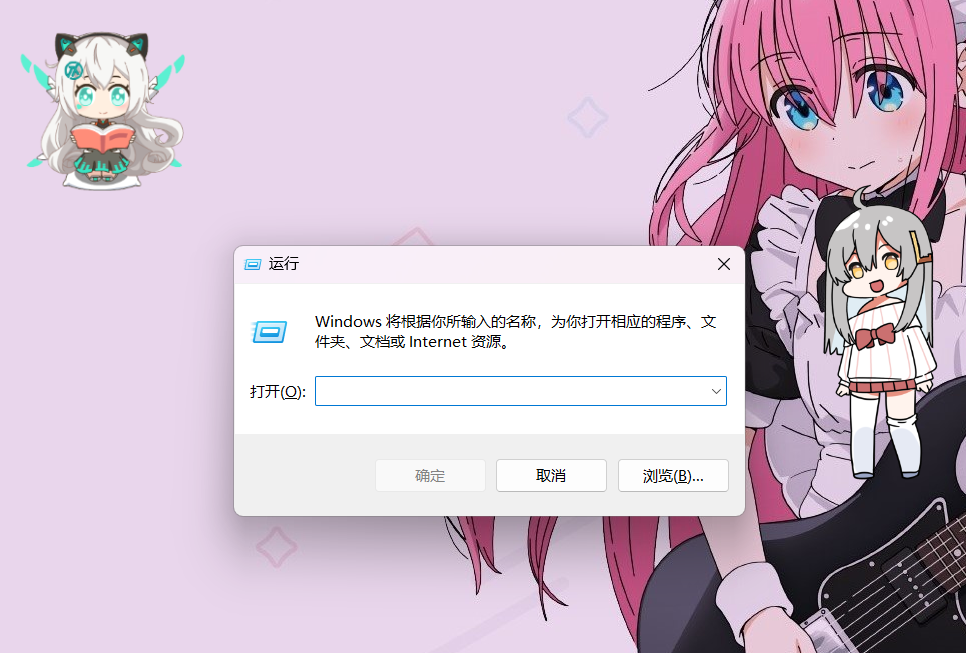 运行
Windows 将根据你所输入的名称，为你打开相应的程序、文
件夹、文档或 Internet 资源。
打开(O):
确定
取消
浏览(B)...